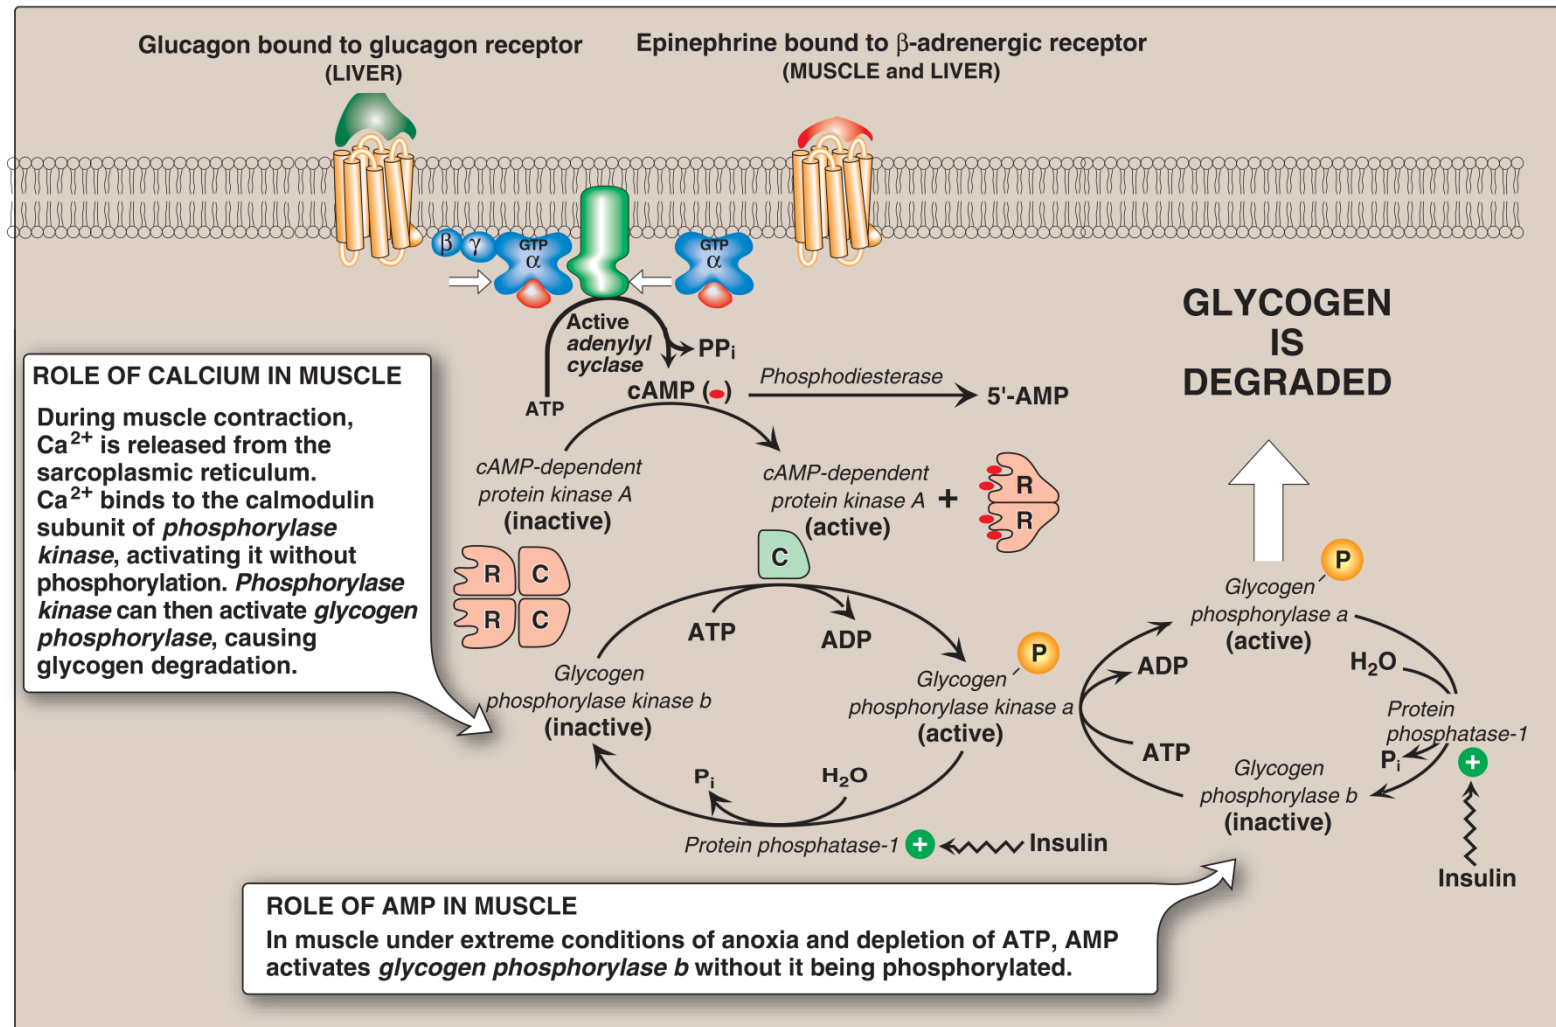 Glucagon bound to glucagon receptor
(LIVER)
Epinephrine bound to β-adrenergic receptor
(MUSCLE and LIVER)
β
γ
GTP
α
GTP
α
Active
adenylyl
cyclase
PPi
ATP
cAMP ( )
Phosphodiesterase
5'-AMP
GLYCOGEN
IS
DEGRADED
ROLE OF CALCIUM IN MUSCLE
During muscle contraction,
Ca2+ is released from the
sarcoplasmic reticulum.
Ca2+ binds to the calmodulin
subunit of phosphorylase
kinase, activating it without
phosphorylation. Phosphorylase
kinase can then activate glycogen
phosphorylase, causing
glycogen degradation.
cAMP-dependent
protein kinase A
(inactive)
R C
R C
cAMP-dependent
protein kinase A
(active)
+
R
R
C
ATP
ADP
Glycogen
phosphorylase kinase b
(inactive)
P
Glycogen
phosphorylase kinase a
(active)
Pi
H2O
Protein phosphatase-1 + Insulin
P
Glycogen
phosphorylase a
(active)
ADP
H2O
ATP
Protein
phosphatase-1
Pi
+
Glycogen
phosphorylase b
(inactive)
Insulin
ROLE OF AMP IN MUSCLE
In muscle under extreme conditions of anoxia and depletion of ATP, AMP
activates glycogen phosphorylase b without it being phosphorylated.